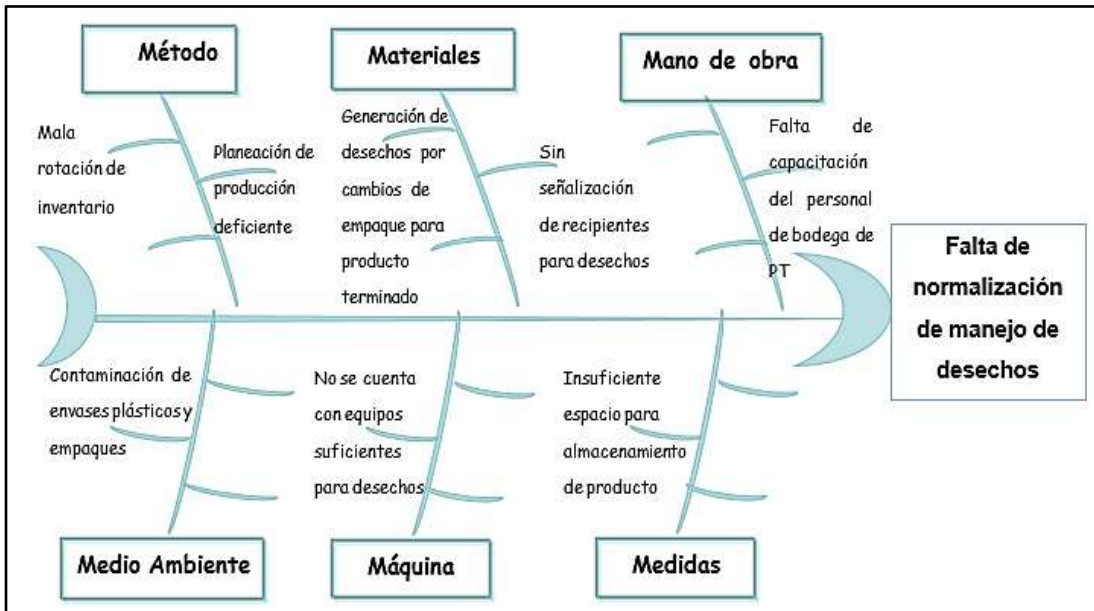 Método
Materiales
Mano de obra
Mala
rotación de
inventario
Planeación de
producción
deficiente
Generación de
desechos por
cambios de
empaque para
producto
terminado
Sin
señalización
de recipientes
para desechos
Falta de
capacitación
del personal
de bodega de
PT
Falta de
normalización
de manejo de
desechos
Contaminación de
envases plásticos y
empaques
No se cuenta
con equipos
suficientes
para desechos
Insuficiente
espacio para
almacenamiento
de producto
Medio Ambiente
Máquina
Medidas